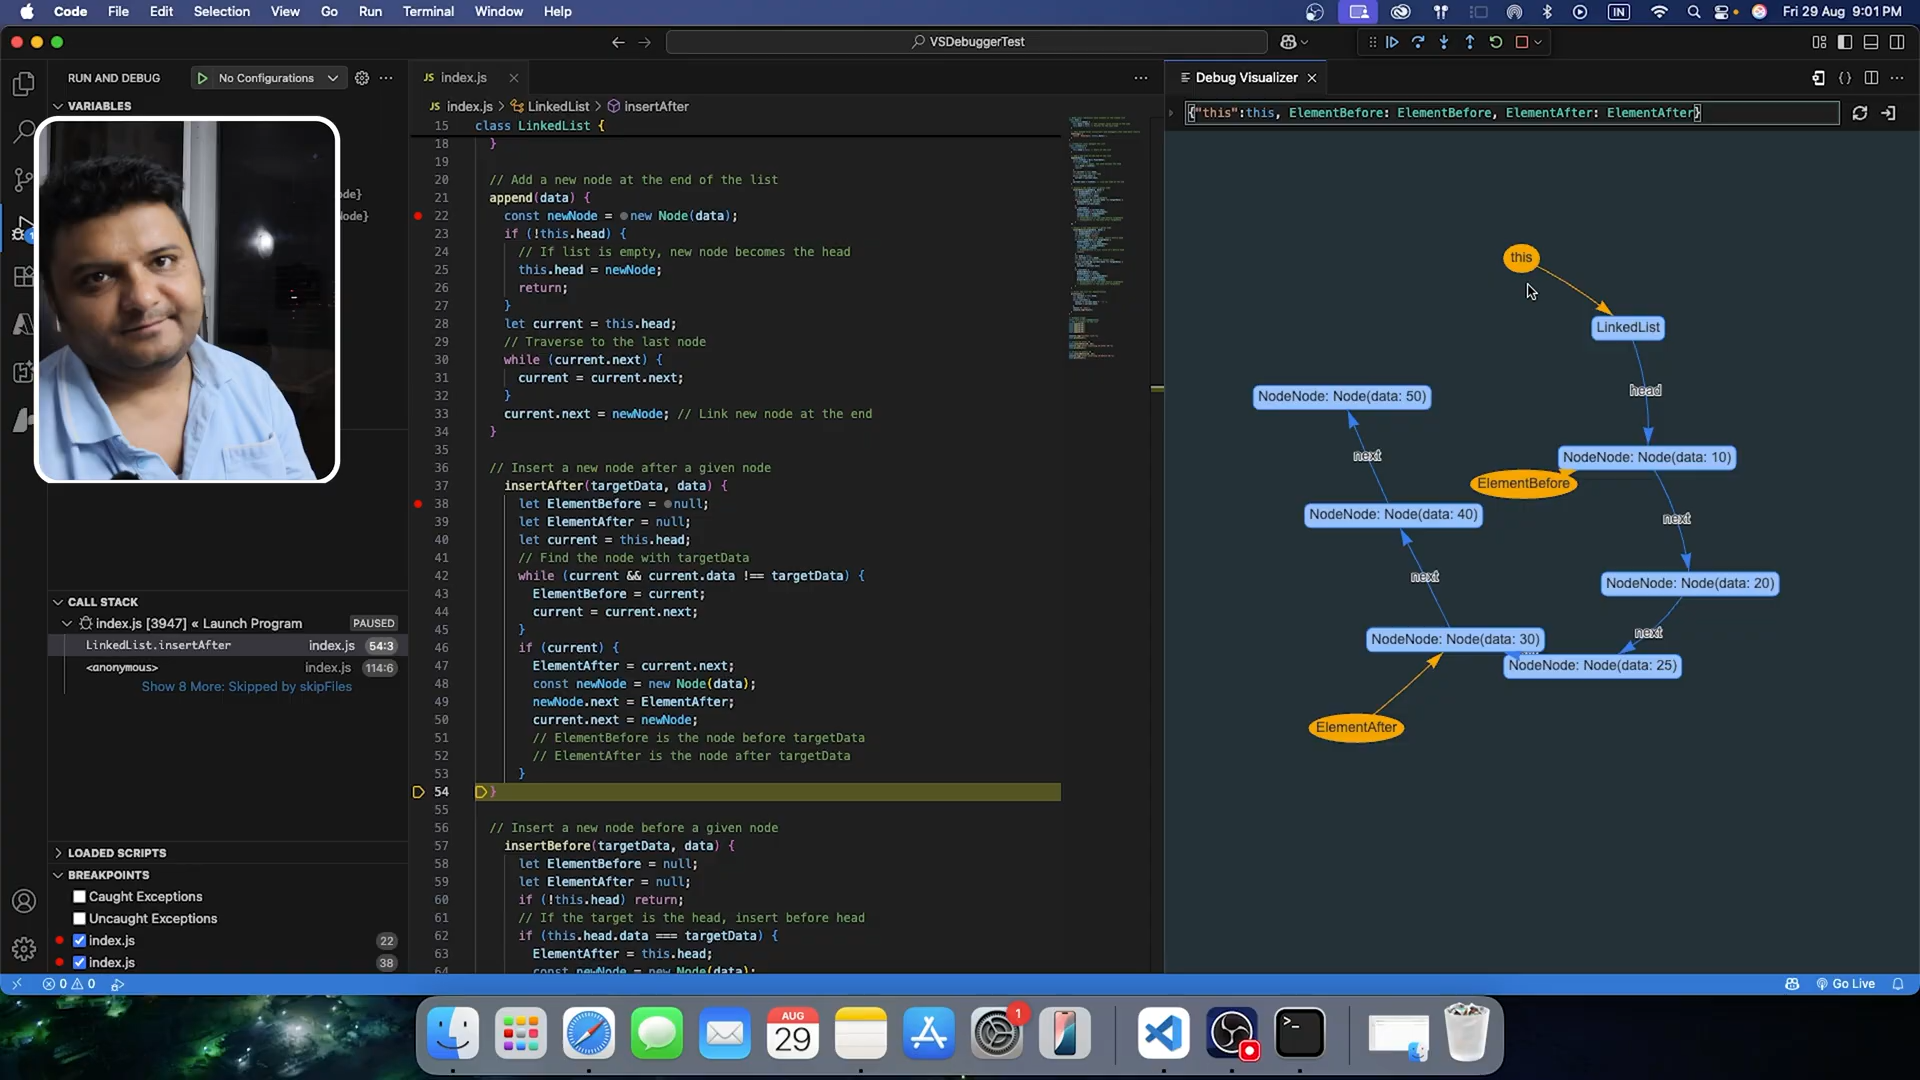 Code File Edit Selection View Go Run Terminal Window Help
IN
Fri 29 Aug 9:01 PM
VSDebuggerTest
RUN AND DEBUG
No Configurations
VARIABLES
ode}
Node}
CALL STACK
index.js [3947] « Launch Program PAUSED
LinkedList.insertAfter index.js 54:3
<anonymous> index.js 114:6
Show 8 More: Skipped by skipFiles
LOADED SCRIPTS
BREAKPOINTS
Caught Exceptions
Uncaught Exceptions
index.js 22
index.js 38
JS index.js
JS index.js > LinkedList > insertAfter
15 class LinkedList {
18 }
19
20 // Add a new node at the end of the list
21 append(data) {
22 const newNode = new Node(data);
23 if (!this.head) {
24 // If list is empty, new node becomes the head
25 this.head = newNode;
26 return;
27 }
28 let current = this.head;
29 // Traverse to the last node
30 while (current.next) {
31 current = current.next;
32 }
33 current.next = newNode; // Link new node at the end
34 }
35
36 // Insert a new node after a given node
37 insertAfter(targetData, data) {
38 let ElementBefore = null;
39 let ElementAfter = null;
40 let current = this.head;
41 // Find the node with targetData
42 while (current && current.data !== targetData) {
43 ElementBefore = current;
44 current = current.next;
45 }
46 if (current) {
47 ElementAfter = current.next;
48 const newNode = new Node(data);
49 newNode.next = ElementAfter;
50 current.next = newNode;
51 // ElementBefore is the node before targetData
52 // ElementAfter is the node after targetData
53 }
54 }
55
56 // Insert a new node before a given node
57 insertBefore(targetData, data) {
58 let ElementBefore = null;
59 let ElementAfter = null;
60 if (!this.head) return;
61 // If the target is the head, insert before head
62 if (this.head.data === targetData) {
63 ElementAfter = this.head;
64 const newNode = new Node(data);
Debug Visualizer
{"this":this, ElementBefore: ElementBefore, ElementAfter: ElementAfter}
this
LinkedList
head
NodeNode: Node(data: 50)
next
NodeNode: Node(data: 10)
ElementBefore
NodeNode: Node(data: 40)
next
next
NodeNode: Node(data: 20)
next
NodeNode: Node(data: 30)
NodeNode: Node(data: 25)
ElementAfter
0 0
Go Live
AUG
29
1